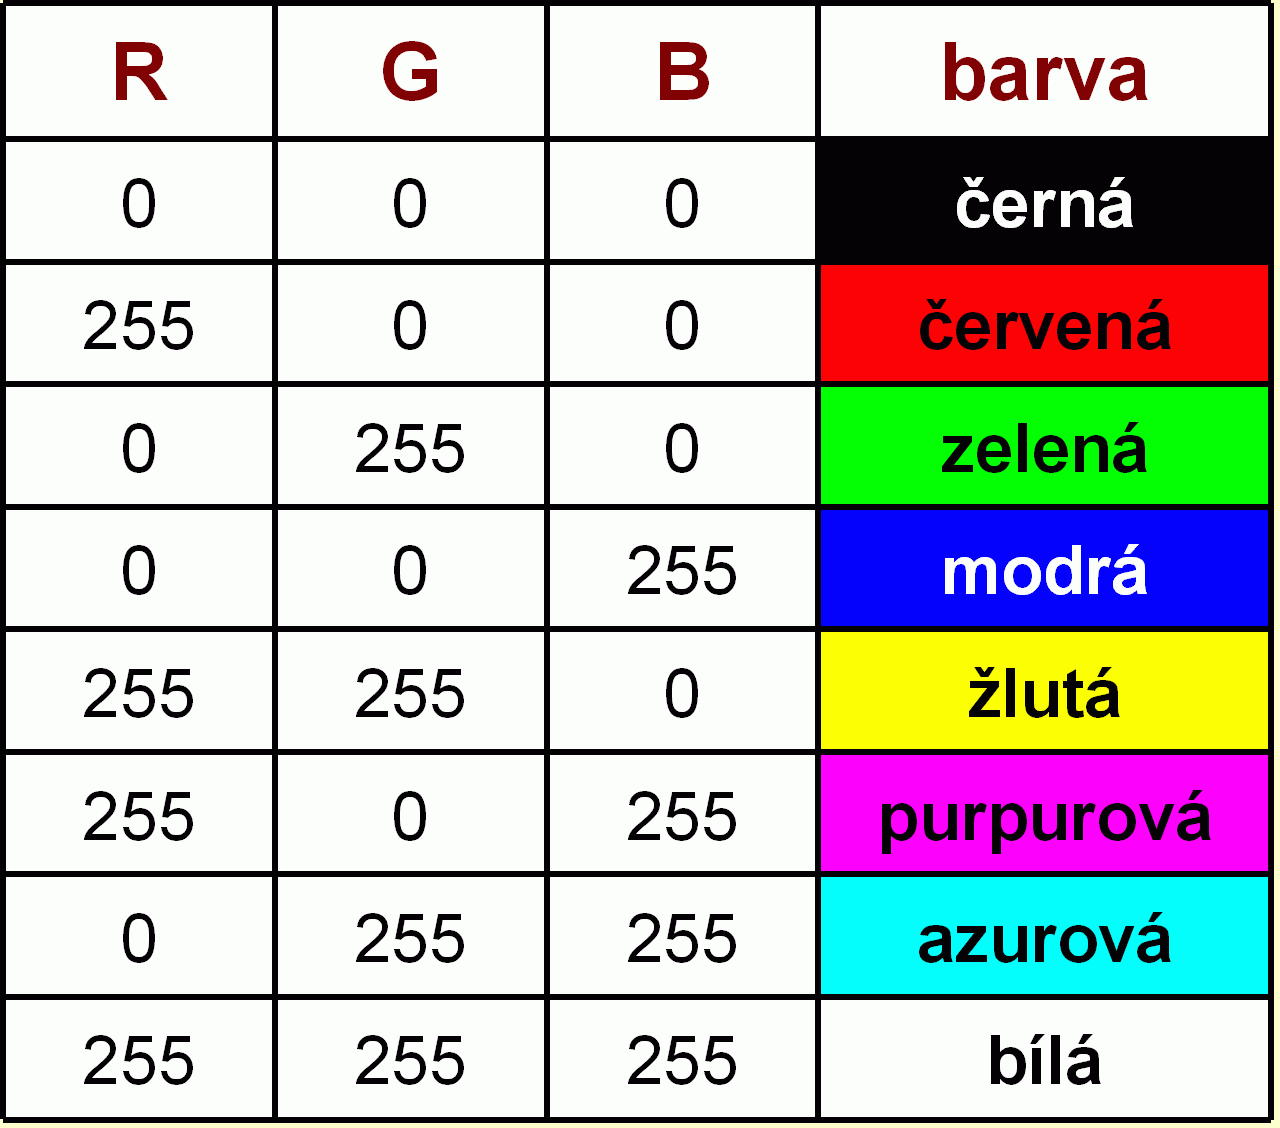 R G B barva
0 0 0 černá
255 0 0 červená
0 255 0 zelená
0 0 255 modrá
255 255 0 žlutá
255 0 255 purpurová
0 255 255 azurová
255 255 255 bílá